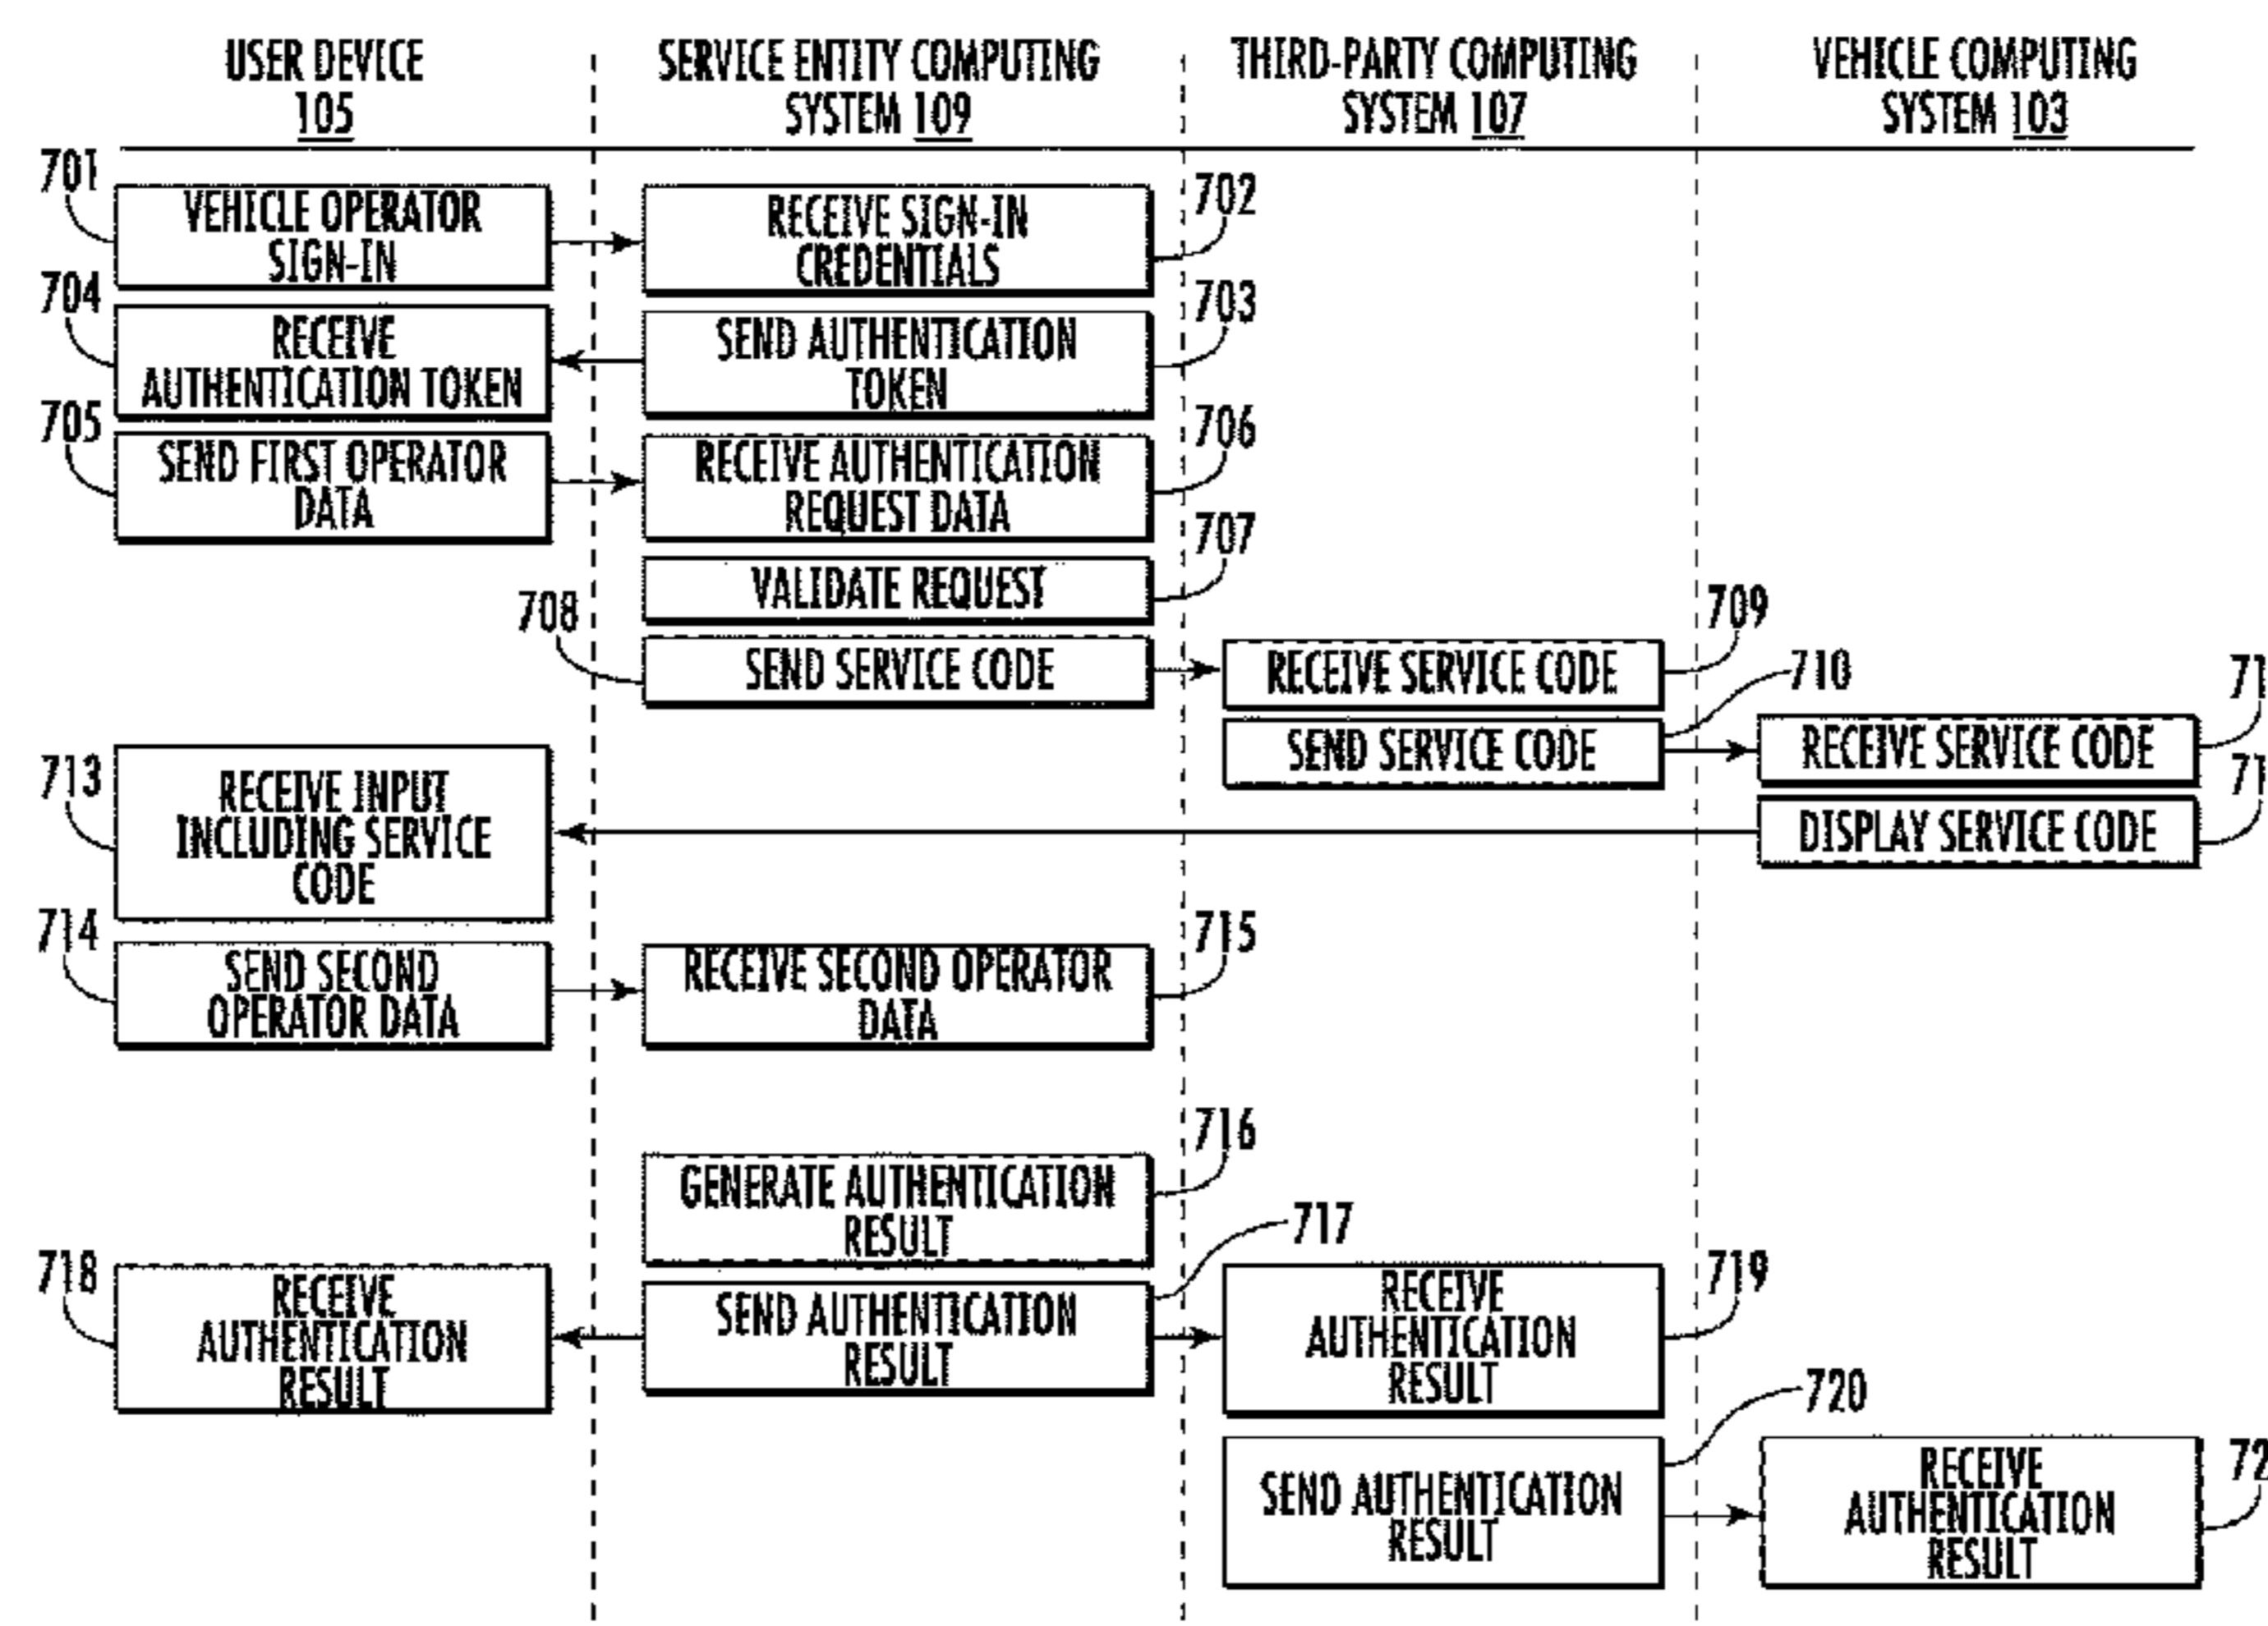 USER DEVICE
105
SERVICE ENTITY COMPUTING
SYSTEM 109
THIRD-PARTY COMPUTING
SYSTEM 107
VEHICLE COMPUTING
SYSTEM 103
701
VEHICLE OPERATOR
SIGN-IN
RECEIVE SIGN-IN
CREDENTIALS
702
704
RECEIVE
AUTHENTICATION TOKEN
SEND AUTHENTICATION
TOKEN
703
705
SEND FIRST OPERATOR
DATA
RECEIVE AUTHENTICATION
REQUEST DATA
706
VALIDATE REQUEST
707
708
SEND SERVICE CODE
RECEIVE SERVICE CODE
709
SEND SERVICE CODE
710
RECEIVE SERVICE CODE
71
713
RECEIVE INPUT
INCLUDING SERVICE
CODE
DISPLAY SERVICE CODE
71
714
SEND SECOND
OPERATOR DATA
RECEIVE SECOND OPERATOR
DATA
715
GENERATE AUTHENTICATION
RESULT
716
718
RECEIVE
AUTHENTICATION
RESULT
SEND AUTHENTICATION
RESULT
717
RECEIVE
AUTHENTICATION
RESULT
719
SEND AUTHENTICATION
RESULT
720
RECEIVE
AUTHENTICATION
RESULT
72